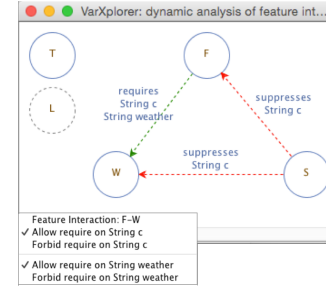 VarXplorer: dynamic analysis of feature int...
T
F
L
requires
String c
String weather
suppresses
String c
suppresses
String c
W
S
Feature Interaction: F-W
✓ Allow require on String c
Forbid require on String c
✓ Allow require on String weather
Forbid require on String weather